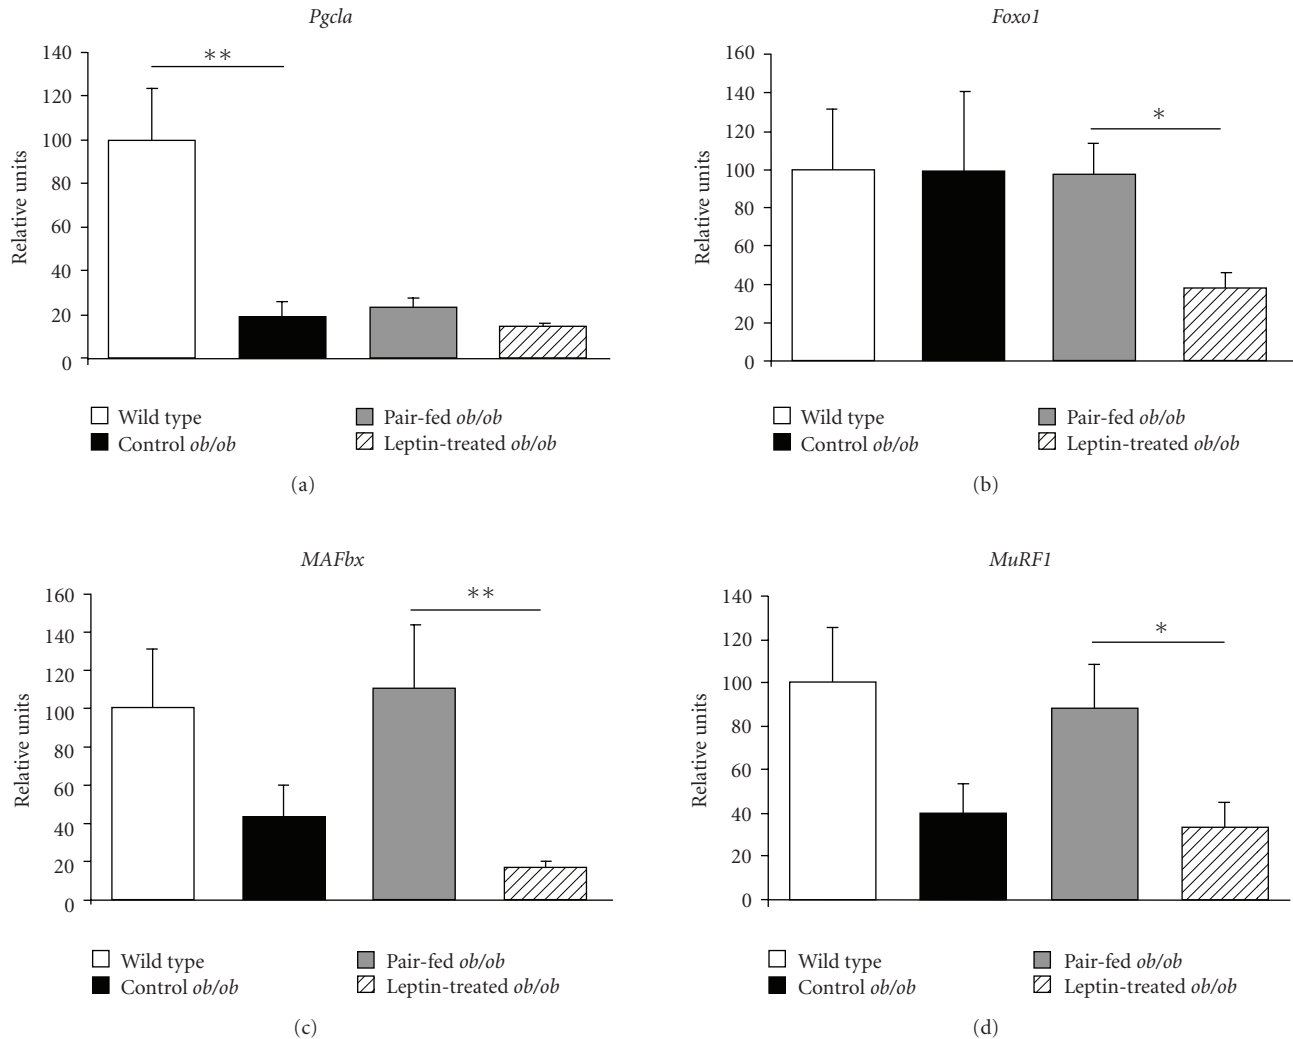 Pgcla
140
120
100
80
60
40
20
0
Relative units
**
Wild type
Control ob/ob
Pair-fed ob/ob
Leptin-treated ob/ob
(a)
Foxo1
160
140
120
100
80
60
40
20
0
Relative units
*
Wild type
Control ob/ob
Pair-fed ob/ob
Leptin-treated ob/ob
(b)
MAFbx
160
140
120
100
80
60
40
20
0
Relative units
**
Wild type
Control ob/ob
Pair-fed ob/ob
Leptin-treated ob/ob
(c)
MuRF1
140
120
100
80
60
40
20
0
Relative units
*
Wild type
Control ob/ob
Pair-fed ob/ob
Leptin-treated ob/ob
(d)